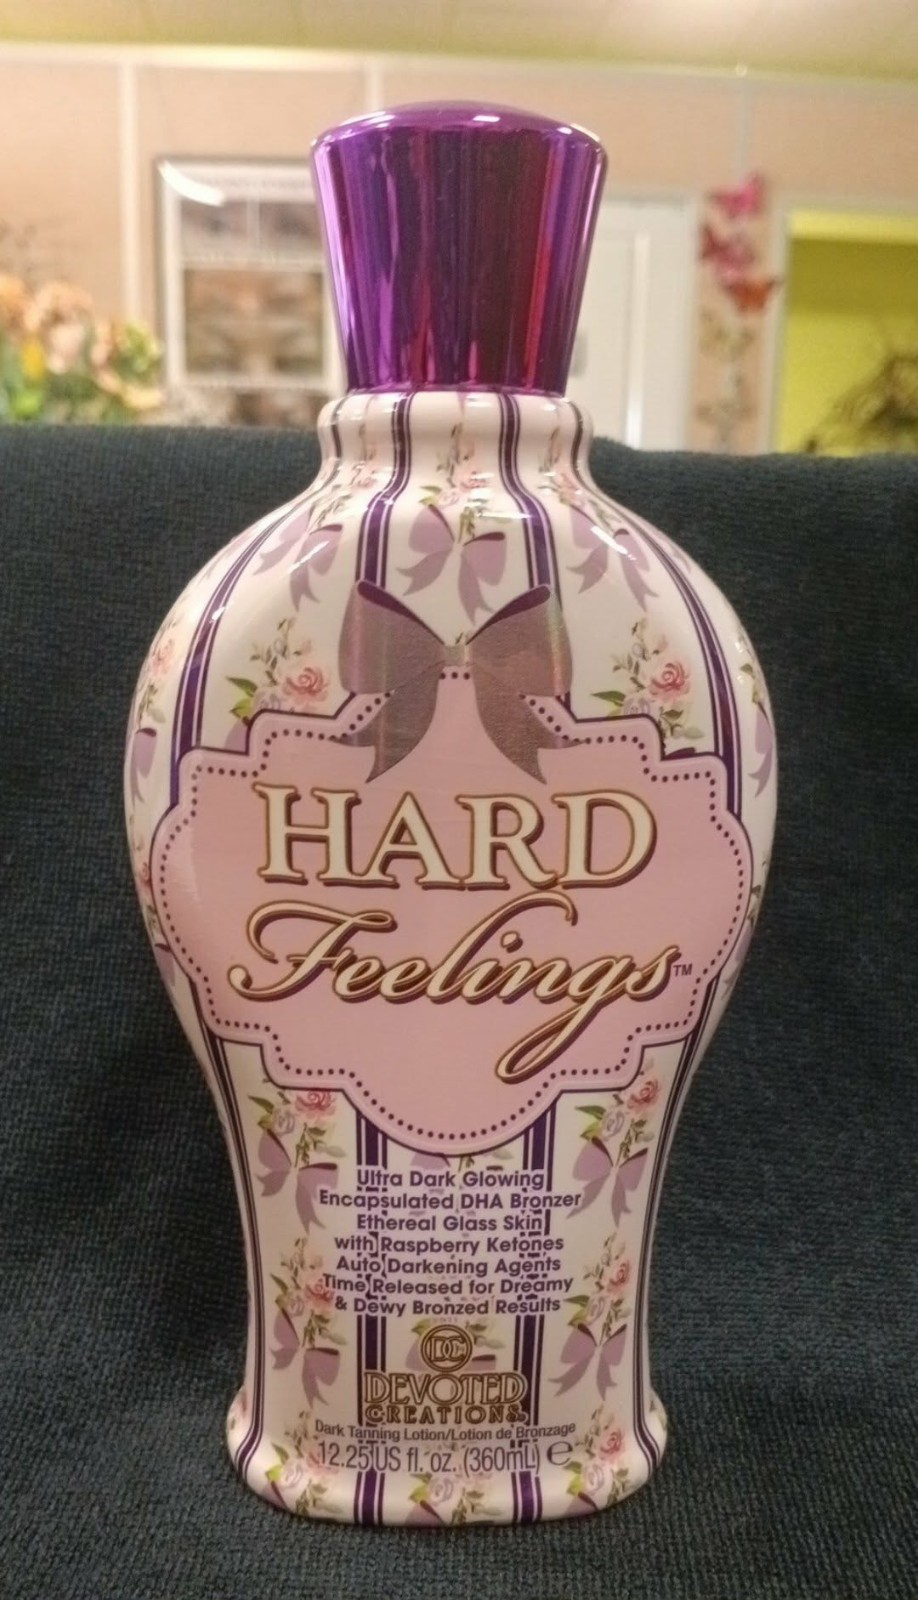 HARD
Feelings™
Ultra Dark Glowing
Encapsulated DHA Bronzer
Ethereal Glass Skin
with Raspberry Ketones
Auto Darkening Agents
Time Released for Dreamy
& Dewy Bronzed Results
DC
DEVOTED
CREATIONS
Dark Tanning Lotion/Lotion de Bronzage
12.25 US fl. oz. (360mL) ℮